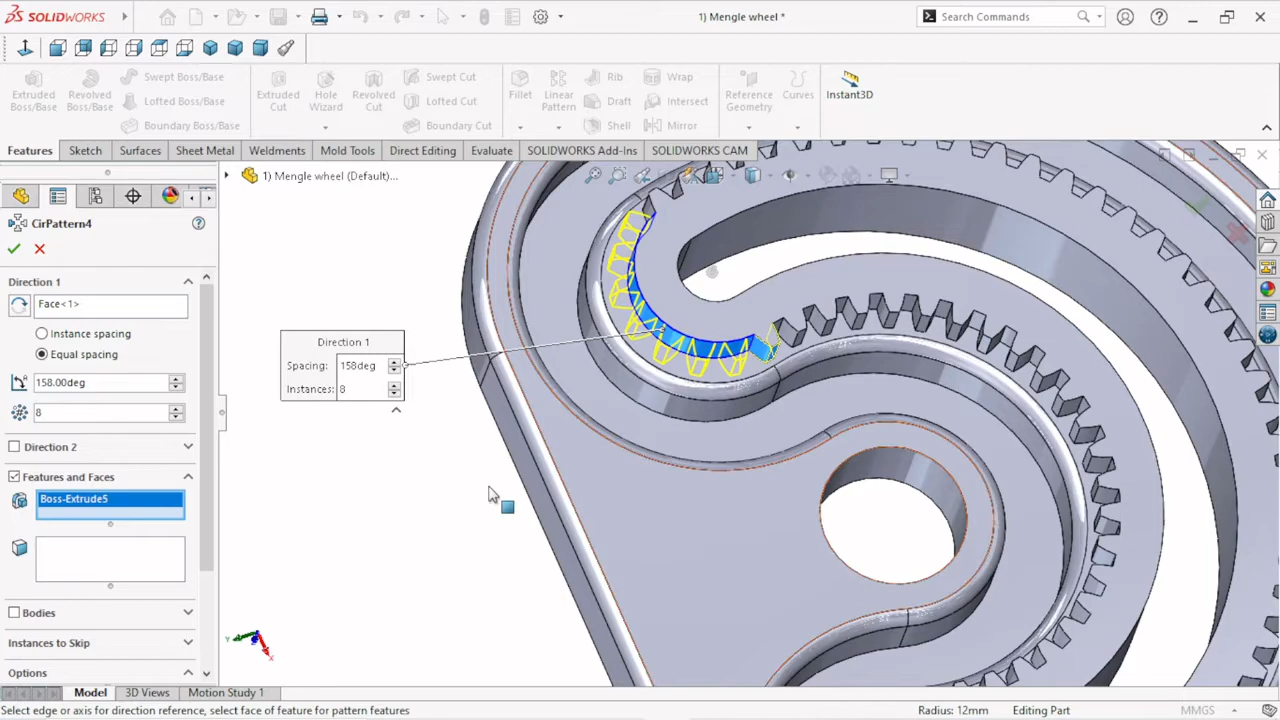 SOLIDWORKS
1) Mengle wheel *
Search Commands
Extruded Boss/Base
Revolved Boss/Base
Swept Boss/Base
Lofted Boss/Base
Boundary Boss/Base
Extruded Cut
Hole Wizard
Revolved Cut
Swept Cut
Lofted Cut
Boundary Cut
Fillet
Linear Pattern
Rib
Draft
Shell
Wrap
Intersect
Mirror
Reference Geometry
Curves
Instant3D
Features
Sketch
Surfaces
Sheet Metal
Weldments
Mold Tools
Direct Editing
Evaluate
SOLIDWORKS Add-Ins
SOLIDWORKS CAM
1) Mengle wheel (Default)...
CirPattern4
Direction 1
Face<1>
Instance spacing
Equal spacing
158.00deg
8
Direction 2
Features and Faces
Boss-Extrude5
Bodies
Instances to Skip
Options
Direction 1
Spacing: 158deg
Instances: 8
Y
X
Model
3D Views
Motion Study 1
Select edge or axis for direction reference, select face of feature for pattern features
Radius: 12mm
Editing Part
MMGS